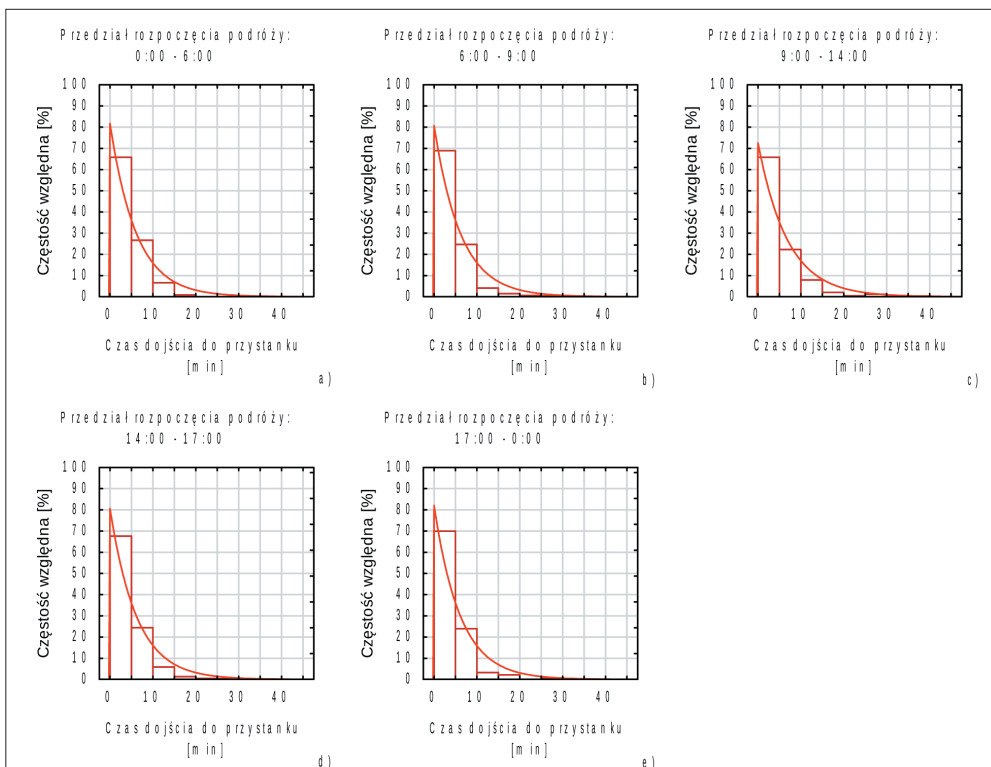 Przedział rozpoczęcia podróży:
0:00 - 6:00
100
90
80
70
60
50
40
30
20
10
0
Częstość względna [%]
0 10 20 30 40
Czas dojścia do przystanku
[min]
a)
Przedział rozpoczęcia podróży:
6:00 - 9:00
100
90
80
70
60
50
40
30
20
10
0
Częstość względna [%]
0 10 20 30 40
Czas dojścia do przystanku
[min]
b)
Przedział rozpoczęcia podróży:
9:00 - 14:00
100
90
80
70
60
50
40
30
20
10
0
Częstość względna [%]
0 10 20 30 40
Czas dojścia do przystanku
[min]
c)
Przedział rozpoczęcia podróży:
14:00 - 17:00
100
90
80
70
60
50
40
30
20
10
0
Częstość względna [%]
0 10 20 30 40
Czas dojścia do przystanku
[min]
d)
Przedział rozpoczęcia podróży:
17:00 - 0:00
100
90
80
70
60
50
40
30
20
10
0
Częstość względna [%]
0 10 20 30 40
Czas dojścia do przystanku
[min]
e)